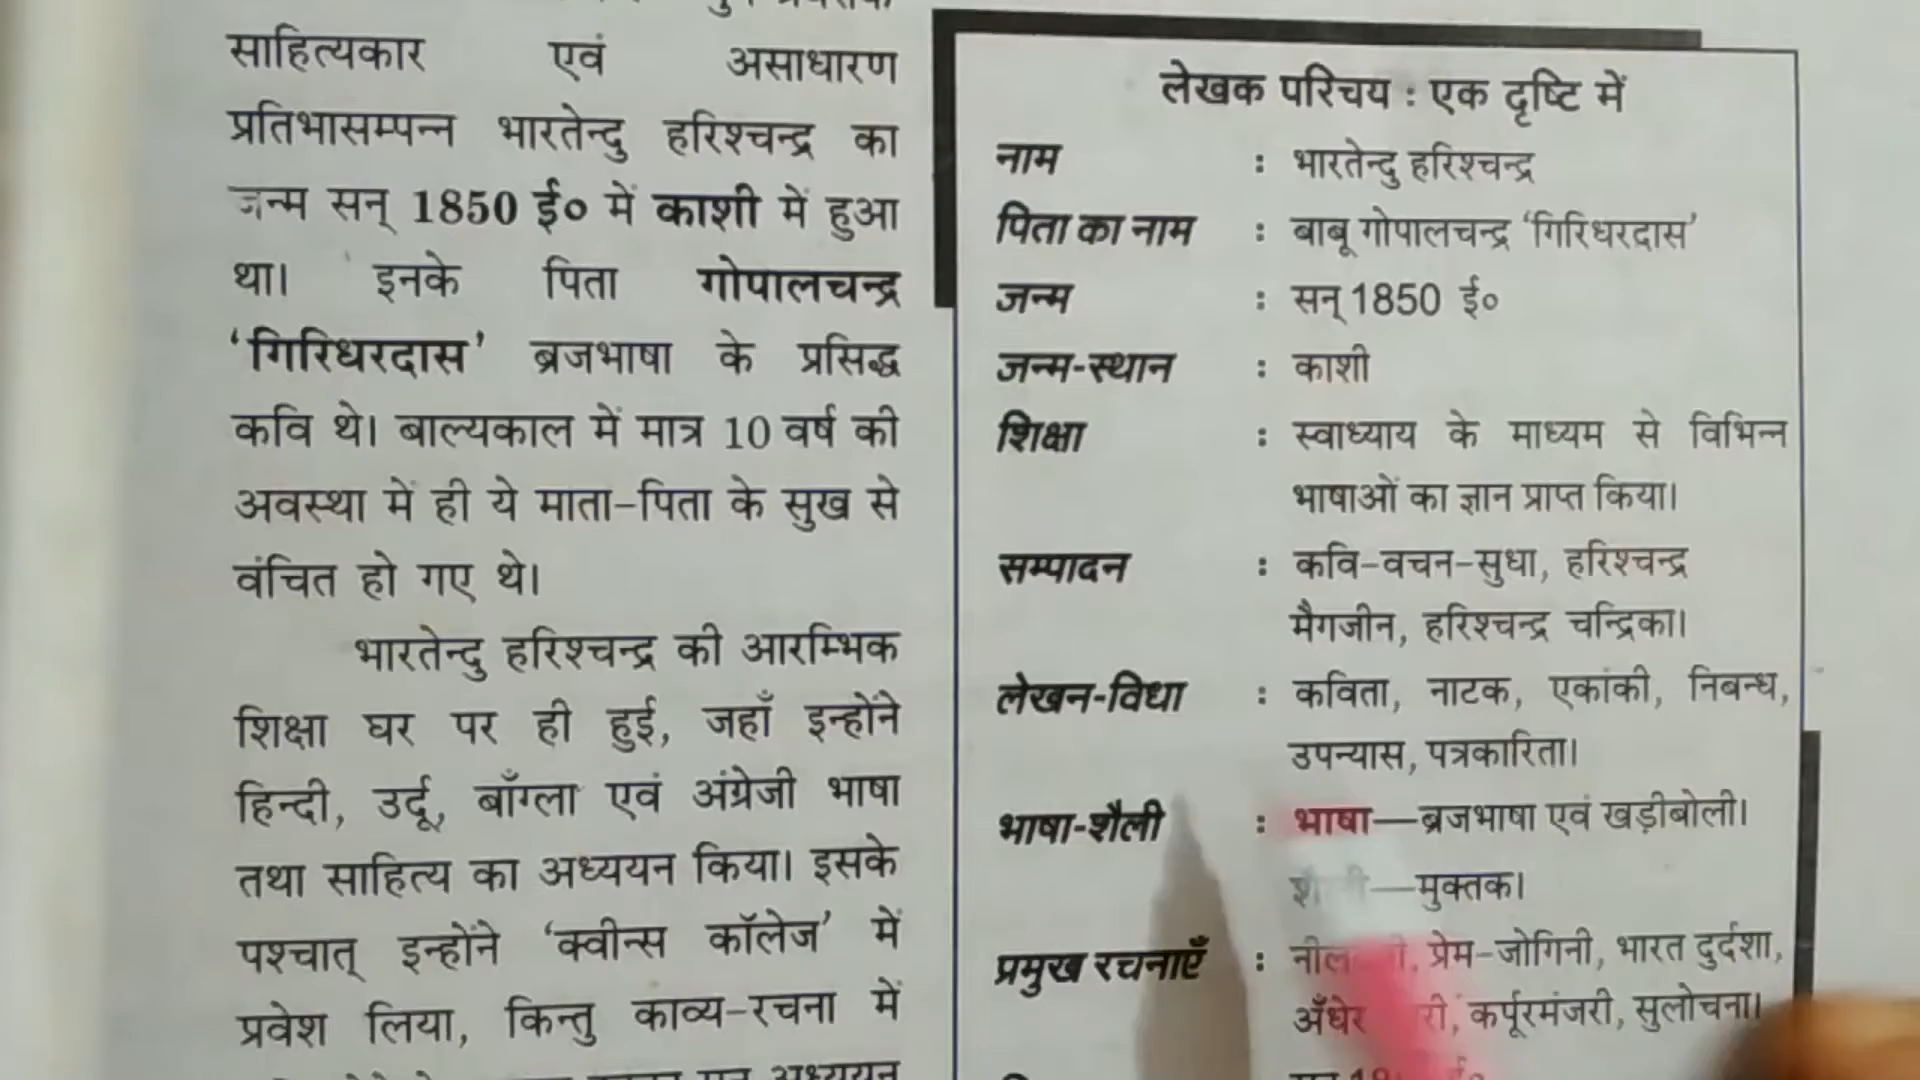 साहित्यकार एवं असाधारण
प्रतिभासम्पन्न भारतेन्दु हरिश्चन्द्र का
जन्म सन् 1850 ई० में काशी में हुआ
था। इनके पिता गोपालचन्द्र
‘गिरिधरदास’ ब्रजभाषा के प्रसिद्ध
कवि थे। बाल्यकाल में मात्र 10 वर्ष की
अवस्था में ही ये माता-पिता के सुख से
वंचित हो गए थे।
भारतेन्दु हरिश्चन्द्र की आरम्भिक
शिक्षा घर पर ही हुई, जहाँ इन्होंने
हिन्दी, उर्दू, बाँग्ला एवं अंग्रेजी भाषा
तथा साहित्य का अध्ययन किया। इसके
पश्चात् इन्होंने ‘क्वीन्स कॉलेज’ में
प्रवेश लिया, किन्तु काव्य-रचना में
अध्ययन
लेखक परिचय : एक दृष्टि में
नाम : भारतेन्दु हरिश्चन्द्र
पिता का नाम : बाबू गोपालचन्द्र ‘गिरिधरदास’
जन्म : सन् 1850 ई०
जन्म-स्थान : काशी
शिक्षा : स्वाध्याय के माध्यम से विभिन्न
भाषाओं का ज्ञान प्राप्त किया।
सम्पादन : कवि-वचन-सुधा, हरिश्चन्द्र
मैगजीन, हरिश्चन्द्र चन्द्रिका।
लेखन-विधा : कविता, नाटक, एकांकी, निबन्ध,
उपन्यास, पत्रकारिता।
भाषा-शैली : भाषा—ब्रजभाषा एवं खड़ीबोली।
—मुक्तक।
प्रमुख रचनाएँ : प्रेम-जोगिनी, भारत दुर्दशा,
कर्पूरमंजरी, सुलोचना।